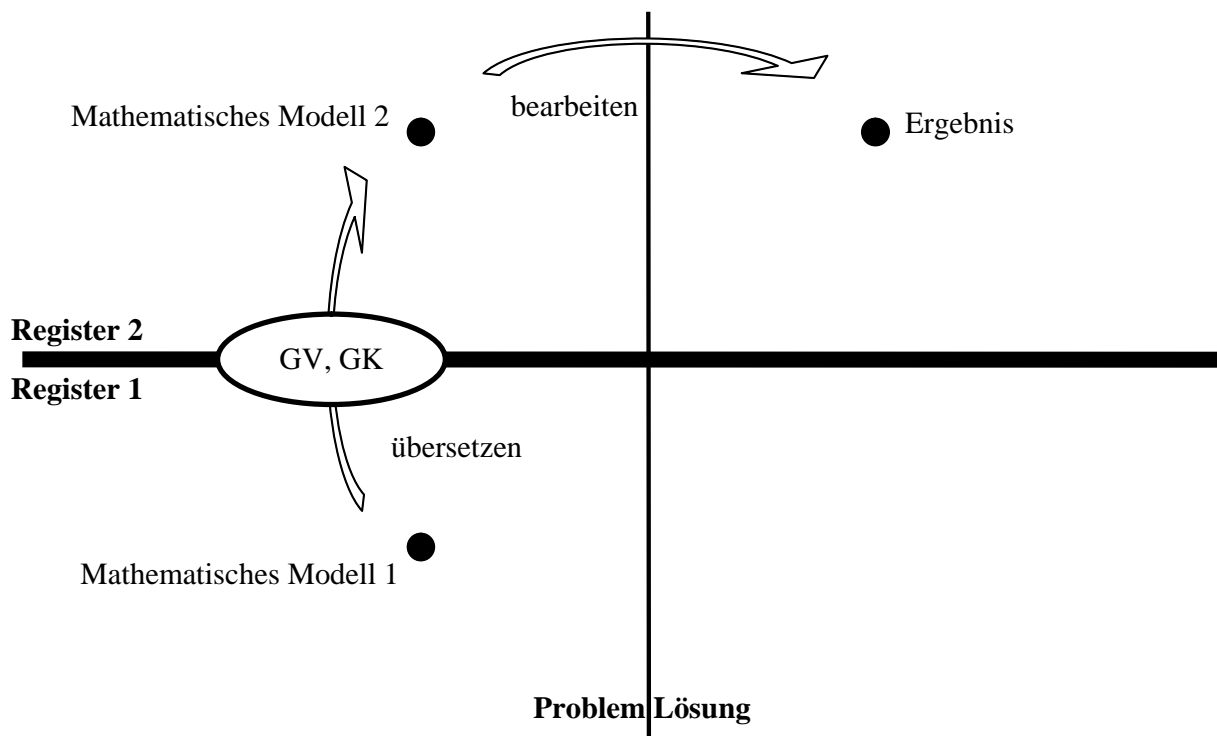 Mathematisches Modell 2
bearbeiten
Ergebnis
Register 2
GV, GK
Register 1
übersetzen
Mathematisches Modell 1
Problem Lösung